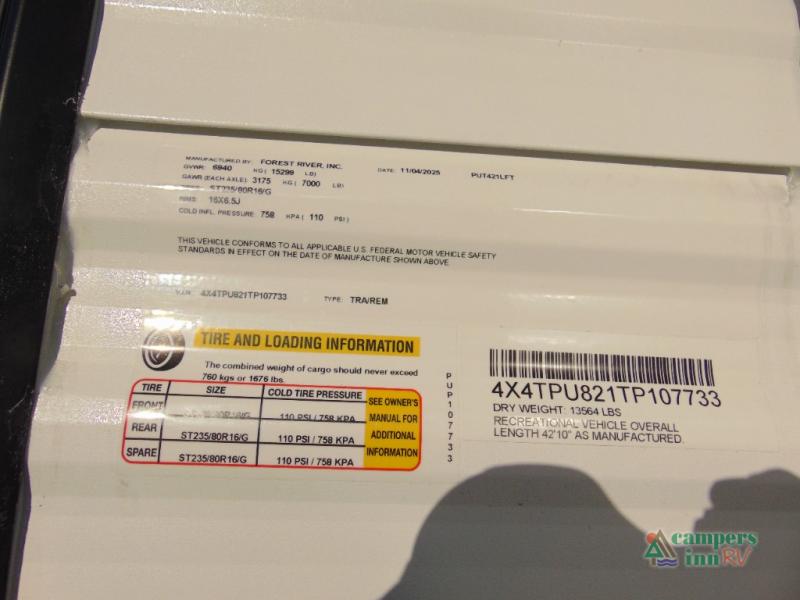 MANUFACTURED BY: FOREST RIVER, INC. DATE: 11/04/2025 PUT421LFT
GVWR: 6940 KG ( 15299 LB)
GAWR (EACH AXLE): 3175 KG ( 7000 LB)
ST235/80R16/G
RIMS: 16X6.5J
COLD INFL. PRESSURE: 758 KPA ( 110 PSI )
THIS VEHICLE CONFORMS TO ALL APPLICABLE U.S. FEDERAL MOTOR VEHICLE SAFETY
STANDARDS IN EFFECT ON THE DATE OF MANUFACTURE SHOWN ABOVE
V.I.N. 4X4TPU821TP107733 TYPE: TRA/REM
TIRE AND LOADING INFORMATION
The combined weight of cargo should never exceed
760 kgs or 1676 lbs.
TIRE SIZE COLD TIRE PRESSURE
FRONT 110 PSI / 758 KPA
REAR ST235/80R16/G 110 PSI / 758 KPA
SPARE ST235/80R16/G 110 PSI / 758 KPA
SEE OWNER'S
MANUAL FOR
ADDITIONAL
INFORMATION
PUP107733
4X4TPU821TP107733
DRY WEIGHT: 13564 LBS
RECREATIONAL VEHICLE OVERALL
LENGTH 42'10" AS MANUFACTURED.
campers
inn RV